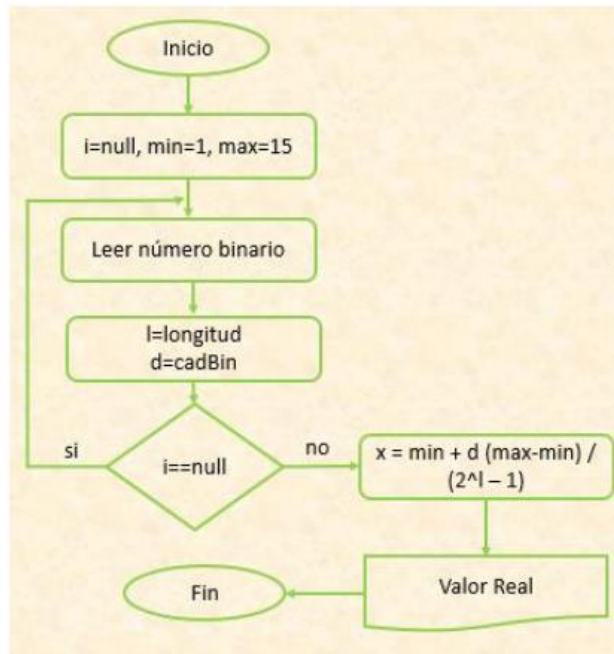 Inicio
i=null, min=1, max=15
Leer número binario
l=longitud
d=cadBin
si
i==null
no
x = min + d (max-min) /
(2^l – 1)
Valor Real
Fin